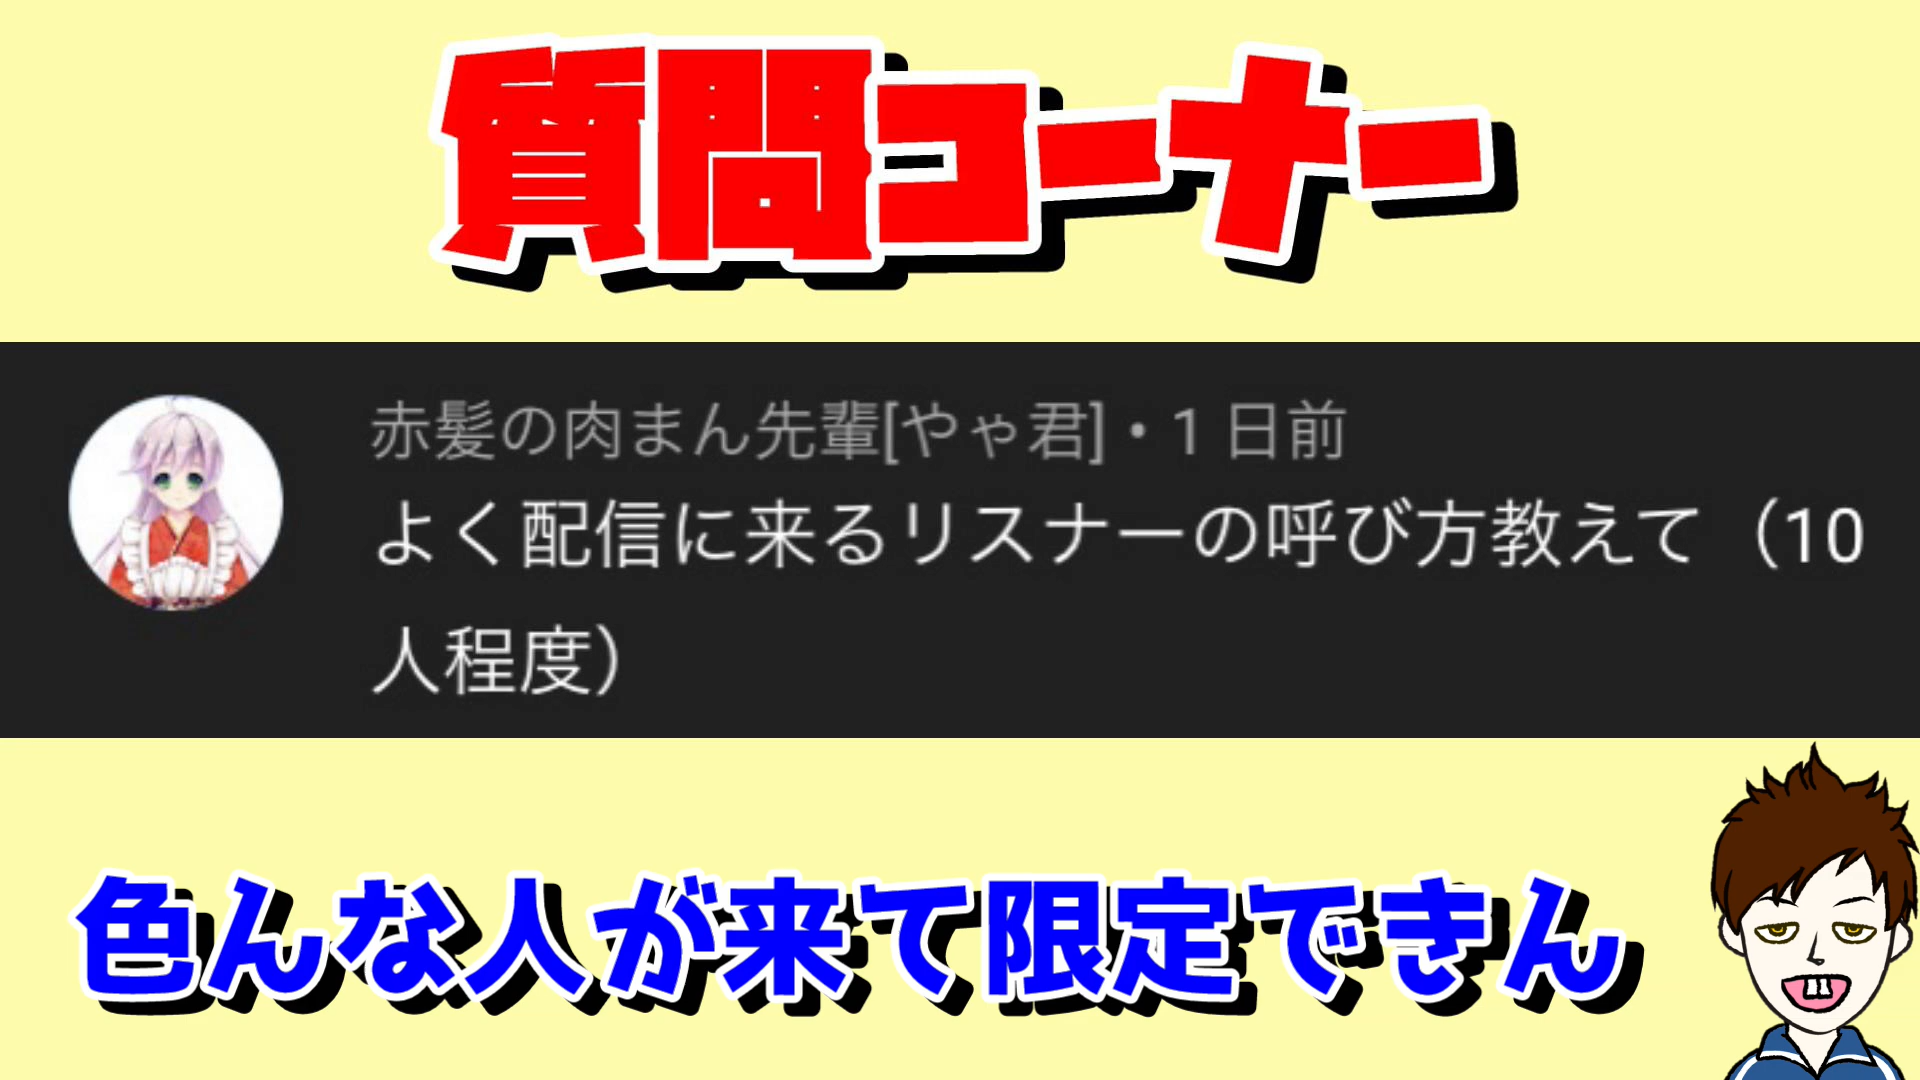 質問コーナー
赤髪の肉まん先輩[やゃ君]・1 日前
よく配信に来るリスナーの呼び方教えて（10
人程度）
色んな人が来て限定できん